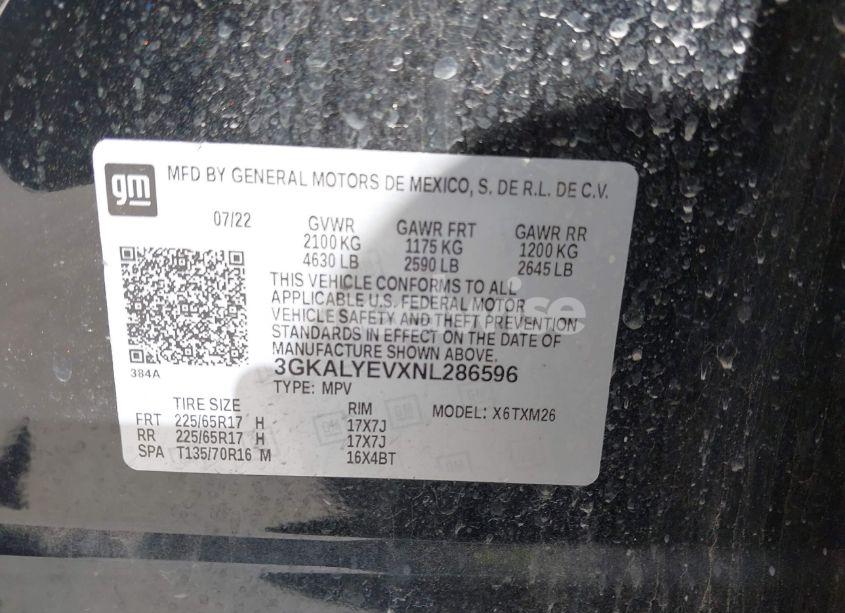 gm
MFD BY GENERAL MOTORS DE MEXICO, S. DE R.L. DE C.V.
07/22 GVWR GAWR FRT GAWR RR
2100 KG 1175 KG 1200 KG
4630 LB 2590 LB 2645 LB
THIS VEHICLE CONFORMS TO ALL
APPLICABLE U.S. FEDERAL MOTOR
VEHICLE SAFETY AND THEFT PREVENTION
STANDARDS IN EFFECT ON THE DATE OF
MANUFACTURE SHOWN ABOVE.
384A
3GKALYEVXNL286596
TYPE: MPV
TIRE SIZE RIM MODEL: X6TXM26
FRT 225/65R17 H 17X7J
RR 225/65R17 H 17X7J
SPA T135/70R16 M 16X4BT